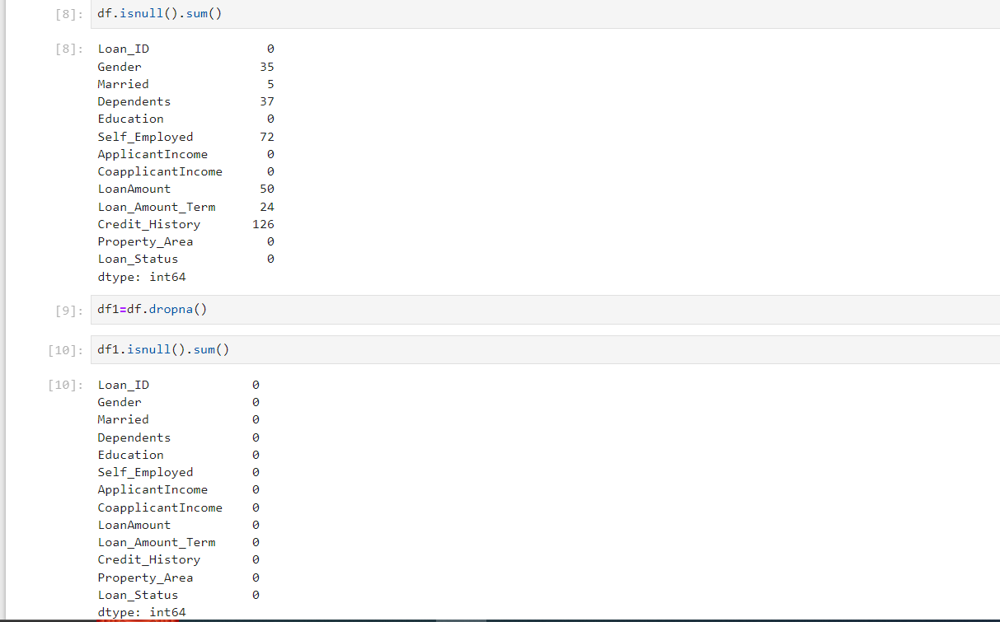 [8]: df.isnull().sum()
[8]: Loan_ID 0
Gender 35
Married 5
Dependents 37
Education 0
Self_Employed 72
ApplicantIncome 0
CoapplicantIncome 0
LoanAmount 50
Loan_Amount_Term 24
Credit_History 126
Property_Area 0
Loan_Status 0
dtype: int64
[9]: df1=df.dropna()
[10]: df1.isnull().sum()
[10]: Loan_ID 0
Gender 0
Married 0
Dependents 0
Education 0
Self_Employed 0
ApplicantIncome 0
CoapplicantIncome 0
LoanAmount 0
Loan_Amount_Term 0
Credit_History 0
Property_Area 0
Loan_Status 0
dtype: int64